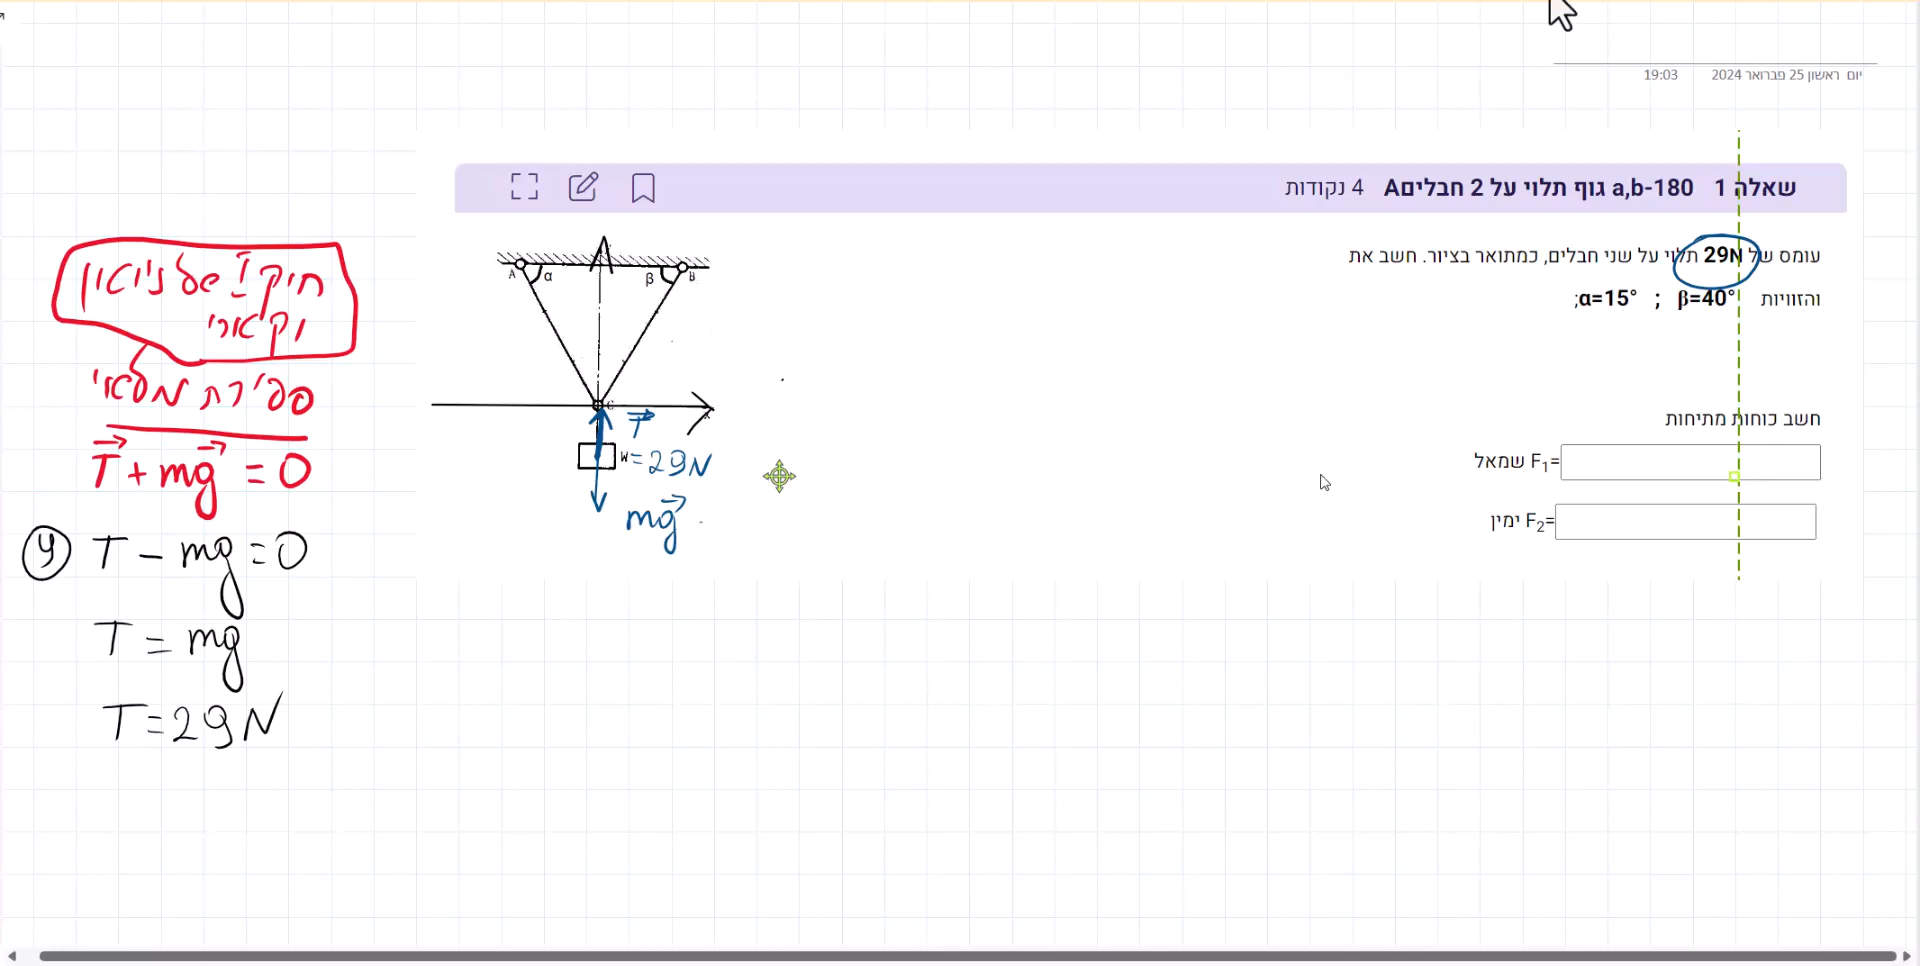 יום ראשון 25 פברואר 2024 19:03
שאלה 1 a,b-180 גוף תלוי על 2 חבליםA 4 נקודות
עומס של 29N תלוי על שני חבלים, כמתואר בציור. חשב את
והזוויות β=40° ; α=15°;
חשב כוחות מתיחות
F1= שמאל
F2= ימין
A α β B
C
x
T
W=29N
mg
חוק I של ניוטון
וקטורי
T + mg = 0
y T - mg = 0
T = mg
T = 29N